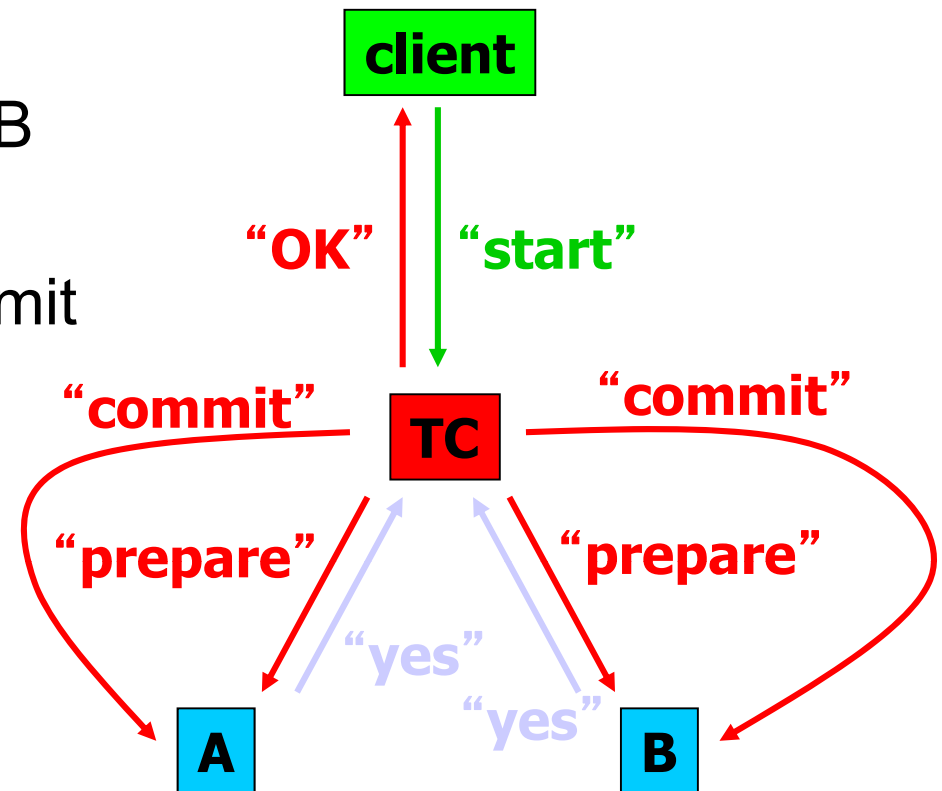 client
B
“OK”
“start”
mit
“commit”
“commit”
TC
“prepare”
“prepare”
“yes”
“yes”
A
B